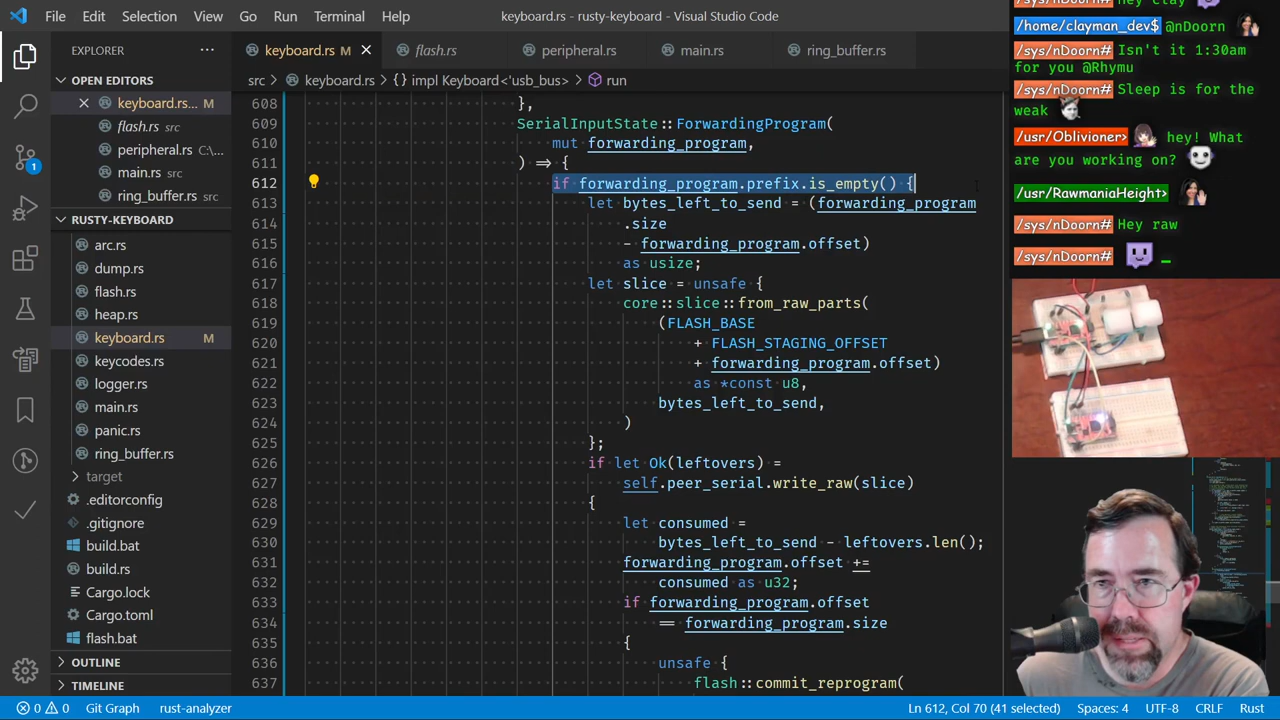 File Edit Selection View Go Run Terminal Help
keyboard.rs - rusty-keyboard - Visual Studio Code
EXPLORER
OPEN EDITORS
keyboard.rs... M
flash.rs src
peripheral.rs C:\...
main.rs src
ring_buffer.rs src
RUSTY-KEYBOARD
arc.rs
dump.rs
flash.rs
heap.rs
keyboard.rs M
keycodes.rs
logger.rs
main.rs
panic.rs
ring_buffer.rs
target
.editorconfig
.gitignore
build.bat
build.rs
Cargo.lock
Cargo.toml
flash.bat
OUTLINE
TIMELINE
1
keyboard.rs M
flash.rs
peripheral.rs
main.rs
ring_buffer.rs
src > keyboard.rs > {} impl Keyboard<'usb_bus> > run
608 },
609 SerialInputState::ForwardingProgram(
610 mut forwarding_program,
611 ) => {
612 if forwarding_program.prefix.is_empty() {
613 let bytes_left_to_send = (forwarding_program
614 .size
615 - forwarding_program.offset)
616 as usize;
617 let slice = unsafe {
618 core::slice::from_raw_parts(
619 (FLASH_BASE
620 + FLASH_STAGING_OFFSET
621 + forwarding_program.offset)
622 as *const u8,
623 bytes_left_to_send,
624 )
625 };
626 if let Ok(leftovers) =
627 self.peer_serial.write_raw(slice)
628 {
629 let consumed =
630 bytes_left_to_send - leftovers.len();
631 forwarding_program.offset +=
632 consumed as u32;
633 if forwarding_program.offset
634 == forwarding_program.size
635 {
636 unsafe {
637 flash::commit_reprogram(
/home/clayman_dev$ @nDoorn
/sys/nDoorn# Isn't it 1:30am for you @Rhymu
/sys/nDoorn# Sleep is for the weak
/usr/Oblivioner> hey! What are you working on?
/usr/RawmaniaHeight>
/sys/nDoorn# Hey raw
/sys/nDoorn# _
0 0 Git Graph rust-analyzer
Ln 612, Col 70 (41 selected) Spaces: 4 UTF-8 CRLF Rust